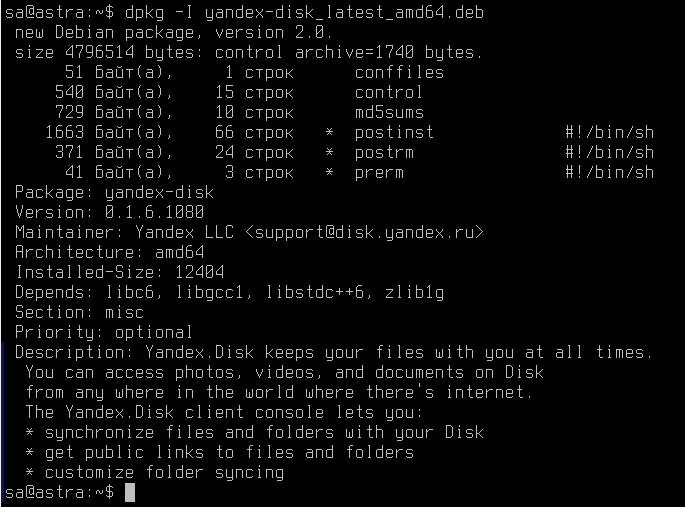 sa@astra:~$ dpkg -I yandex-disk_latest_amd64.deb
new Debian package, version 2.0.
size 4796514 bytes: control archive=1740 bytes.
51 байт(а), 1 строк conffiles
540 байт(а), 15 строк control
729 байт(а), 10 строк md5sums
1663 байт(а), 66 строк * postinst #!/bin/sh
371 байт(а), 24 строк * postrm #!/bin/sh
41 байт(а), 3 строк * prerm #!/bin/sh
Package: yandex-disk
Version: 0.1.6.1080
Maintainer: Yandex LLC <support@disk.yandex.ru>
Architecture: amd64
Installed-Size: 12404
Depends: libc6, libgcc1, libstdc++6, zlib1g
Section: misc
Priority: optional
Description: Yandex.Disk keeps your files with you at all times.
You can access photos, videos, and documents on Disk
from any where in the world where there's internet.
The Yandex.Disk client console lets you:
* synchronize files and folders with your Disk
* get public links to files and folders
* customize folder syncing
sa@astra:~$